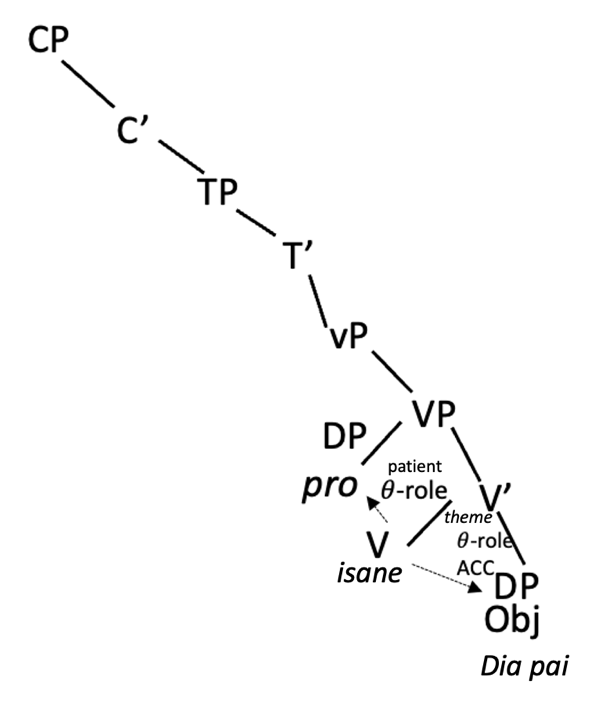 CP
C’
TP
T’
vP
VP
DP
pro
patient
θ-role
V’
theme
θ-role
V
isane
ACC
DP
Obj
Dia pai